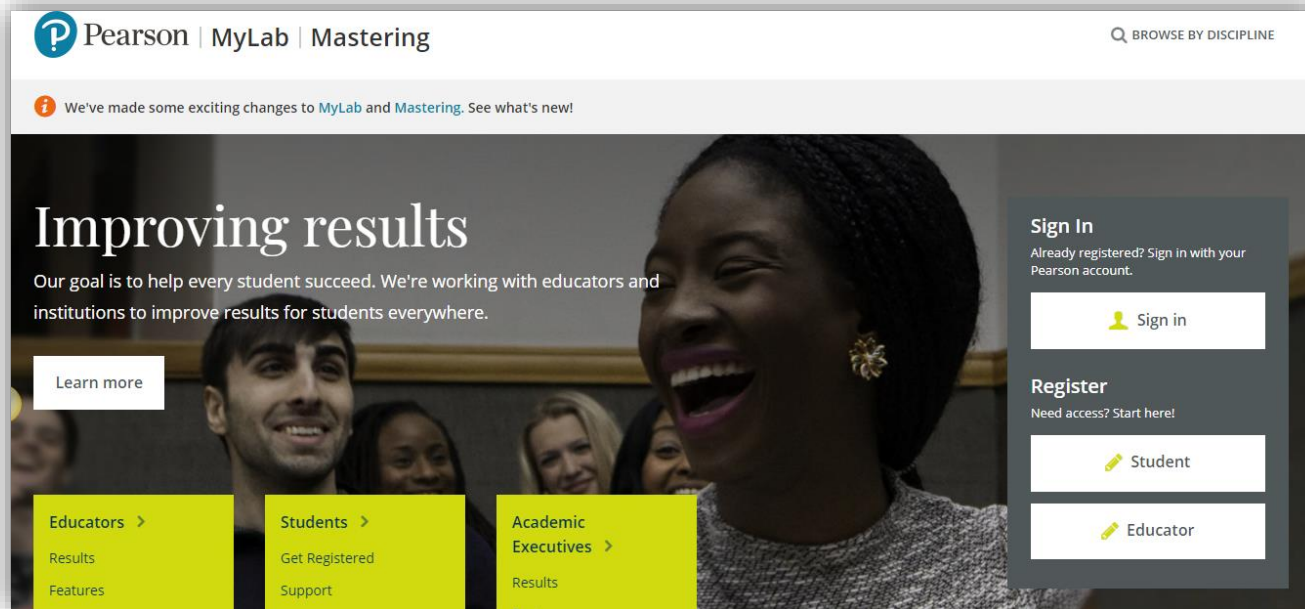 Pearson | MyLab | Mastering
BROWSE BY DISCIPLINE
We've made some exciting changes to MyLab and Mastering. See what's new!
Improving results
Our goal is to help every student succeed. We're working with educators and
institutions to improve results for students everywhere.
Learn more
Sign In
Already registered? Sign in with your
Pearson account.
Sign in
Register
Need access? Start here!
Student
Educator
Educators >
Results
Features
Students >
Get Registered
Support
Academic
Executives >
Results